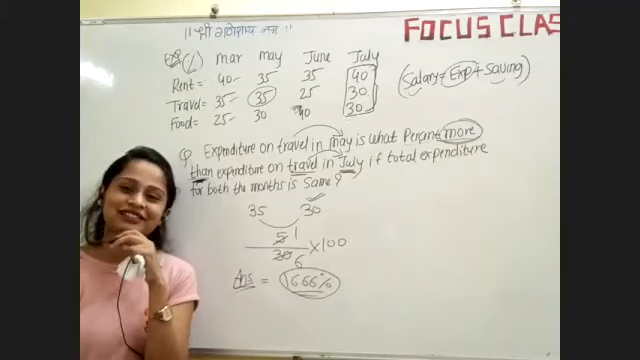 ।। श्री गणेशाय नमः ।।
FOCUS CLAS
(%) mar may June July
Rent = 40 35 35 40
Travel = 35 35 25 30
Food = 25 30 40 30
(Salary = Exp + Saving)
Q Expenditure on travel in may is what Percent more
than expenditure on travel in July if total expenditure
for both the months is Same?
35 30
5 1
30 6 ×100
Ans = 16.66%